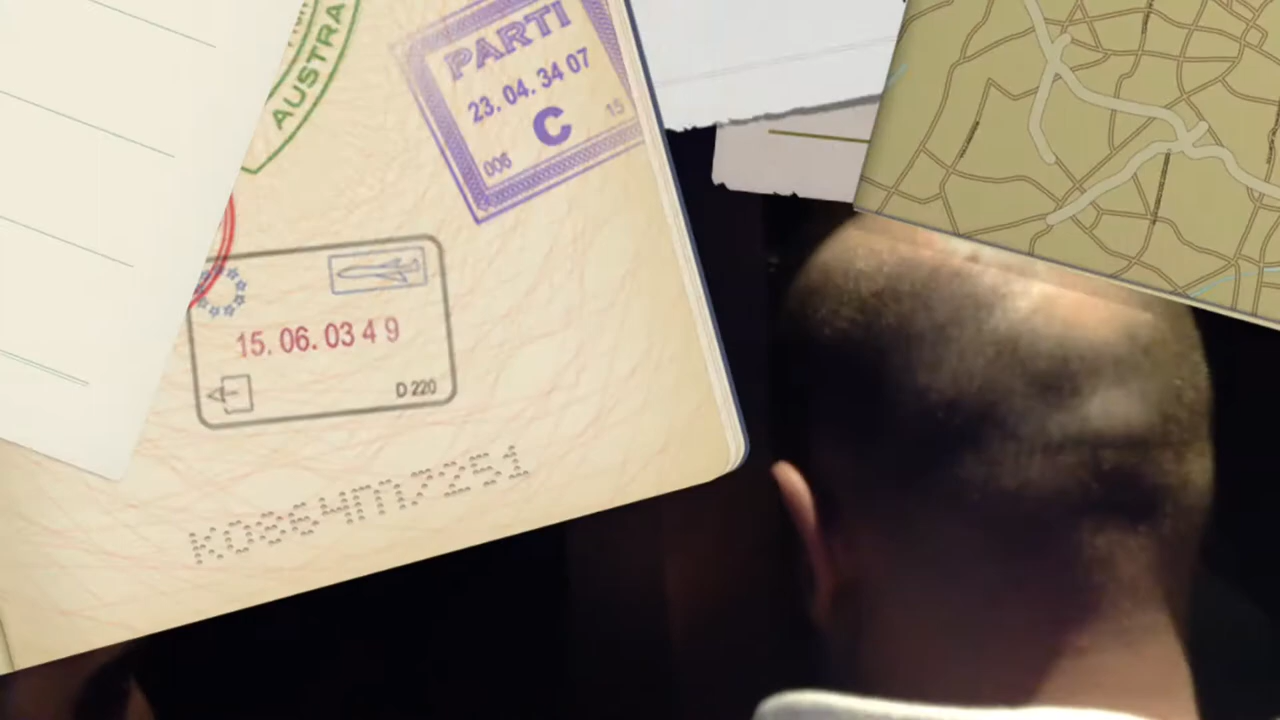 AUSTRA
PARTI
23. 04. 34 07
C
15
006
15. 06. 03 4 9
D 220